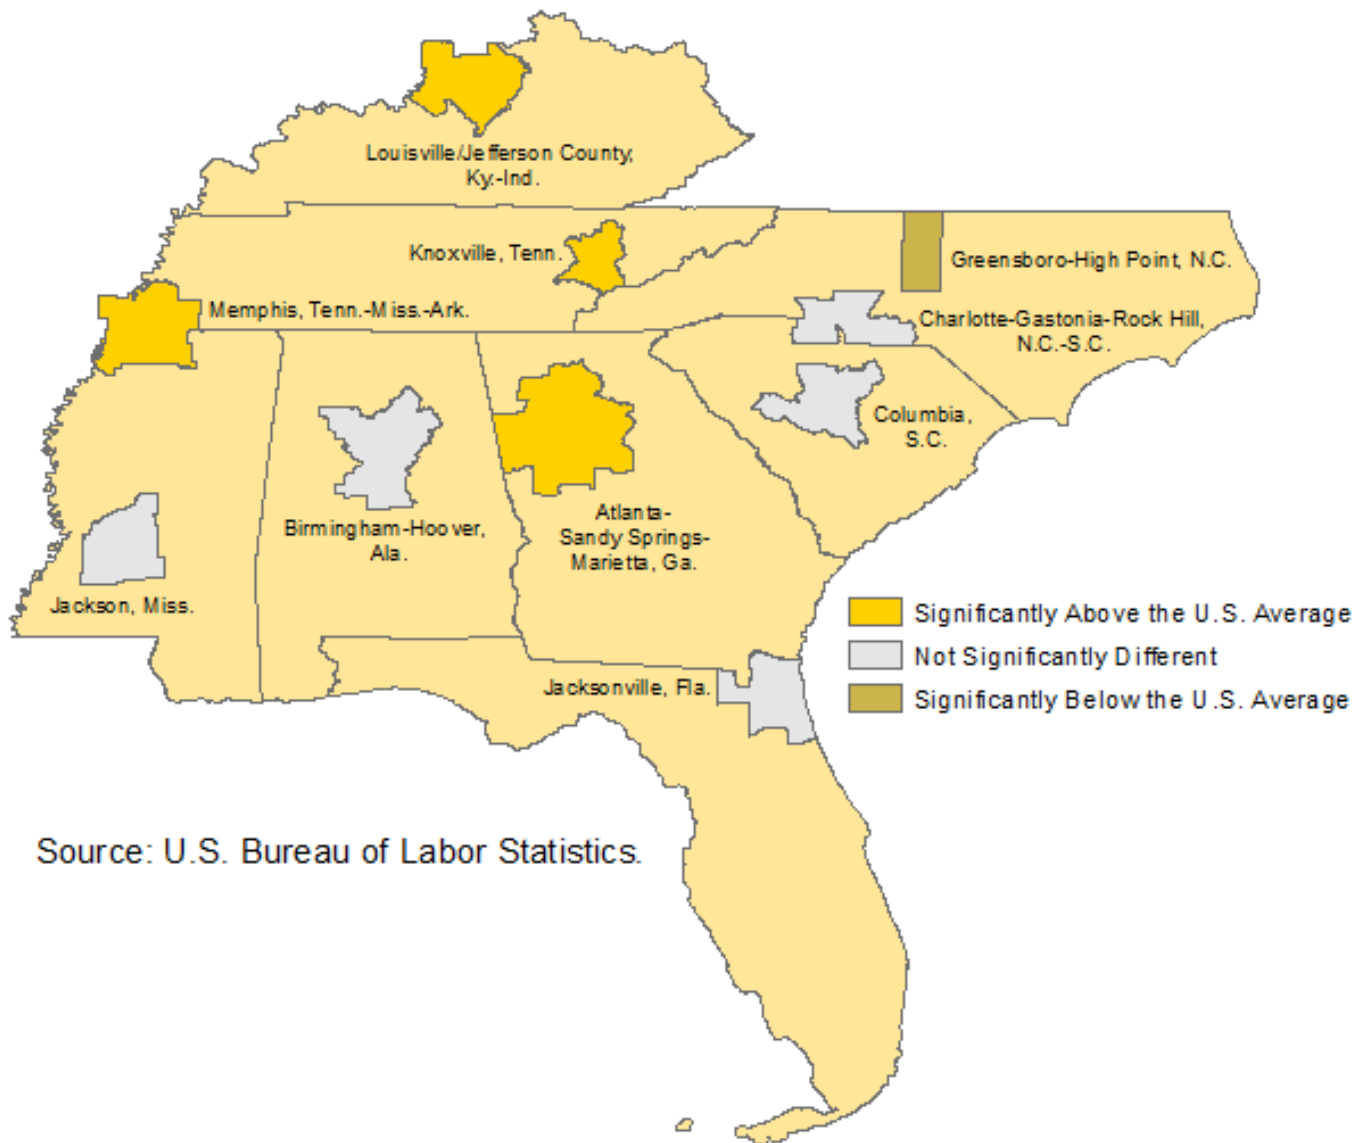 Louisville/Jefferson County,
Ky.-Ind.
Knoxville, Tenn.
Greensboro-High Point, N.C.
Memphis, Tenn.-Miss.-Ark.
Charlotte-Gastonia-Rock Hill,
N.C.-S.C.
Columbia,
S.C.
Birmingham-Hoover,
Ala.
Atlanta-
Sandy Springs-
Marietta, Ga.
Jackson, Miss.
Significantly Above the U.S. Average
Not Significantly Different
Significantly Below the U.S. Average
Jacksonville, Fla.
Source: U.S. Bureau of Labor Statistics.